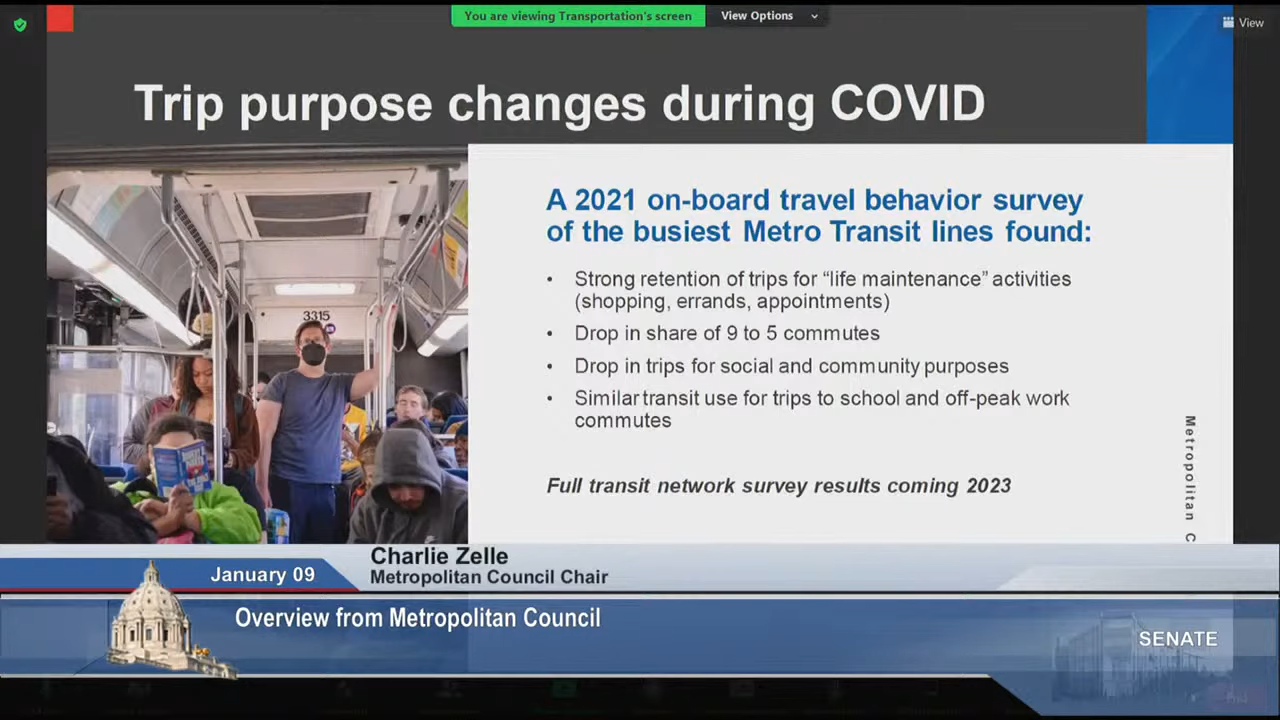 You are viewing Transportation's screen
View Options
View
Trip purpose changes during COVID
A 2021 on-board travel behavior survey
of the busiest Metro Transit lines found:
• Strong retention of trips for “life maintenance” activities
(shopping, errands, appointments)
• Drop in share of 9 to 5 commutes
• Drop in trips for social and community purposes
• Similar transit use for trips to school and off-peak work
commutes
Full transit network survey results coming 2023
Metropolitan C
3315
Charlie Zelle
Metropolitan Council Chair
January 09
Overview from Metropolitan Council
SENATE